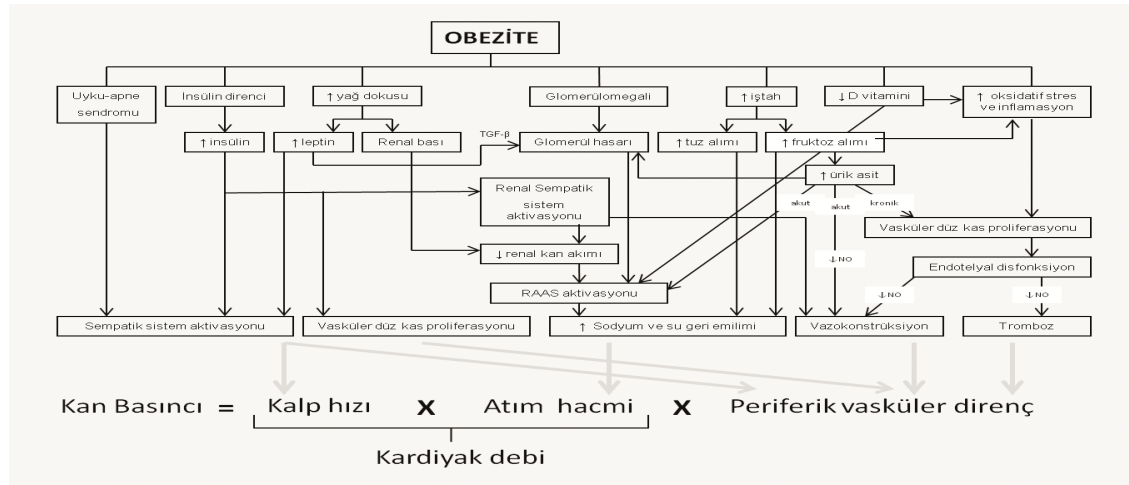 OBEZİTE
Uyku-apne
sendromu
İnsülin direnci
↑ yağ dokusu
Glomerülomegali
↑ iştah
↓ D vitamini
↑ oksidatif stres
ve inflamasyon
↑ insülin
↑ leptin
Renal bası
TGF-β
Glomerül hasarı
↑ tuz alımı
↑ fruktoz alımı
↑ ürik asit
Renal Sempatik
sistem
aktivasyonu
akut
akut
kronik
Vasküler düz kas proliferasyonu
↓ renal kan akımı
↓NO
Endotelyal disfonksiyon
RAAS aktivasyonu
↓NO
↓NO
Sempatik sistem aktivasyonu
Vasküler düz kas proliferasyonu
↑ Sodyum ve su geri emilimi
Vazokonstrüksiyon
Tromboz
Kan Basıncı = Kalp hızı X Atım hacmi X Periferik vasküler direnç
Kardiyak debi